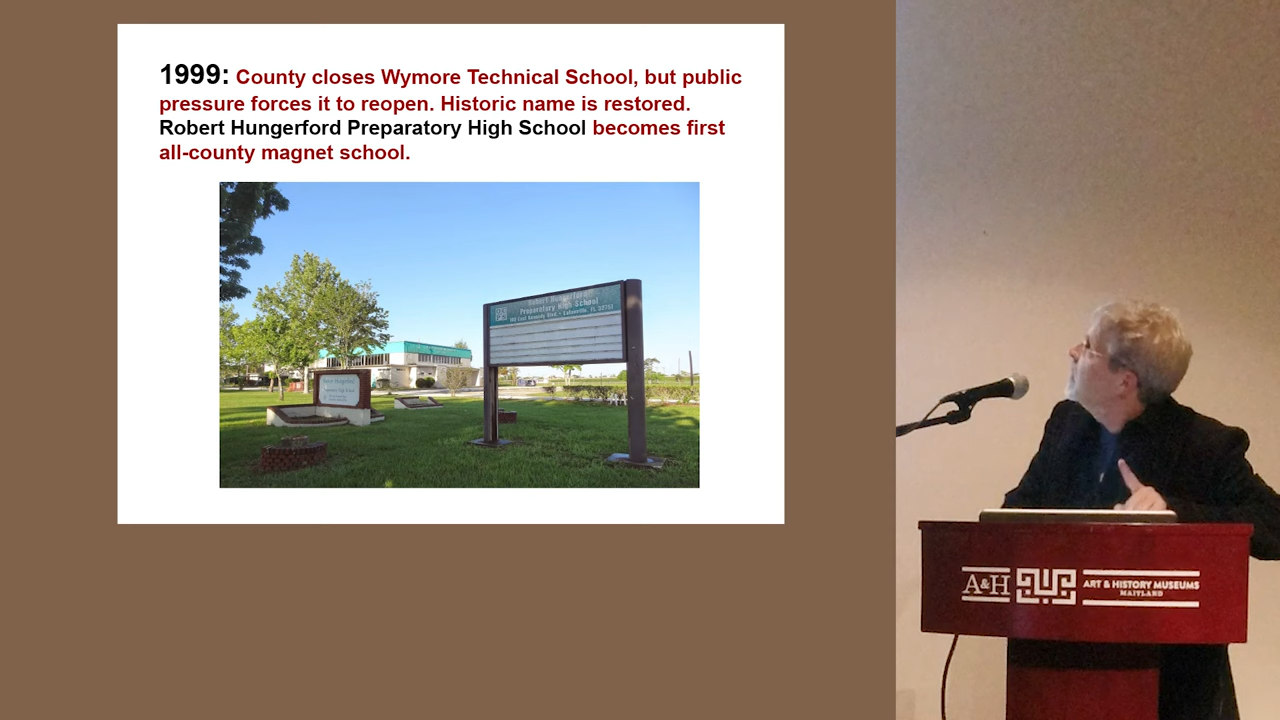 1999: County closes Wymore Technical School, but public
pressure forces it to reopen. Historic name is restored.
Robert Hungerford Preparatory High School becomes first
all-county magnet school.
Robert Hungerford
Preparatory High School
A&H
ART & HISTORY MUSEUMS
MAITLAND